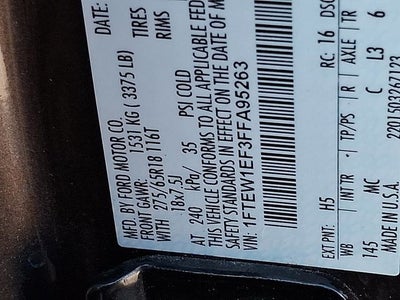 DATE:
MFD. BY FORD MOTOR CO.
FRONT GAWR: TIRES
1531 KG ( 3375 LB) RIMS
WITH 275/65R18 116T
18x7.5J
AT 240 kPa/ 35 PSI COLD
THIS VEHICLE CONFORMS TO ALL APPLICABLE FED
SAFETY STANDARDS IN EFFECT ON THE DATE OF M
VIN: 1FTEW1EF3FFA95263
EXT PNT: H5 RC: 16 DSO
WB INT TR TP/PS R AXLE TR
145 MC C L3 6
MADE IN U.S.A. 2201503267123